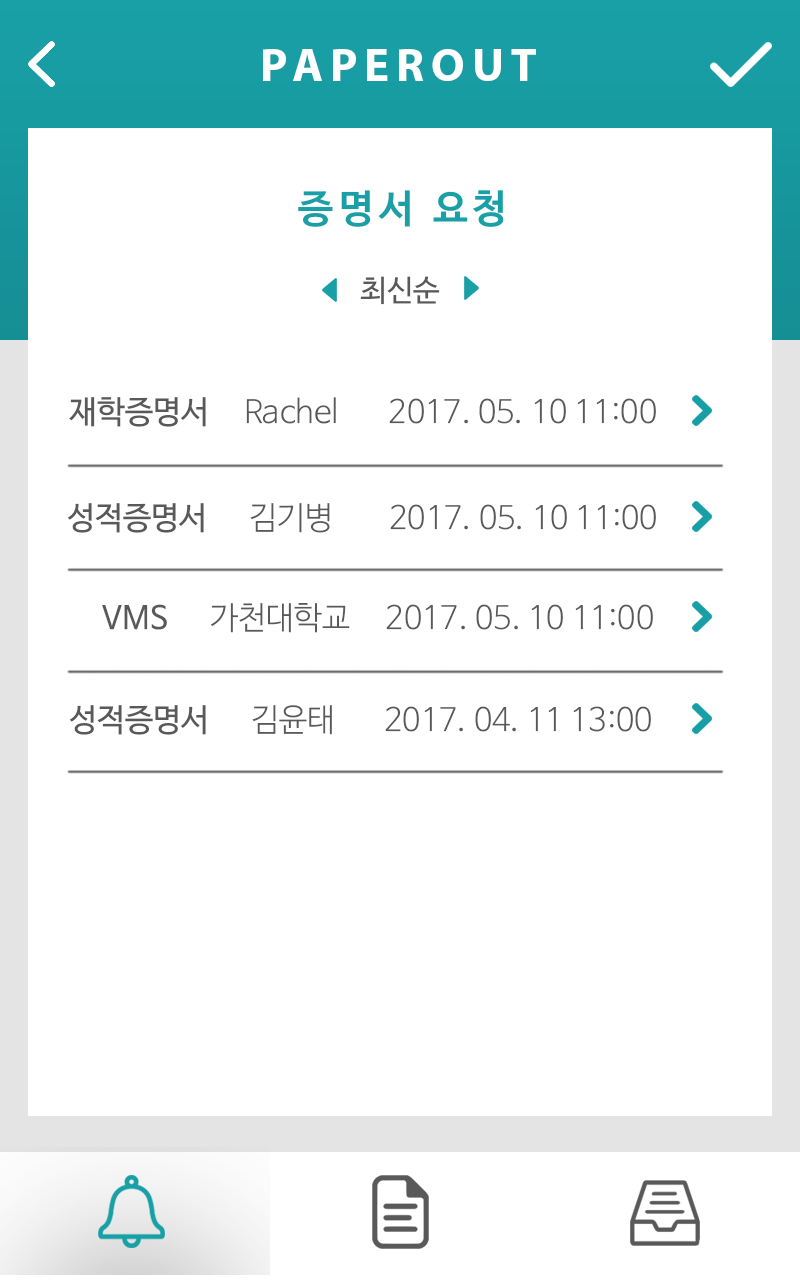 PAPEROUT
증명서 요청
최신순
재학증명서 Rachel 2017. 05. 10 11:00
성적증명서 김기병 2017. 05. 10 11:00
VMS 가천대학교 2017. 05. 10 11:00
성적증명서 김윤태 2017. 04. 11 13:00